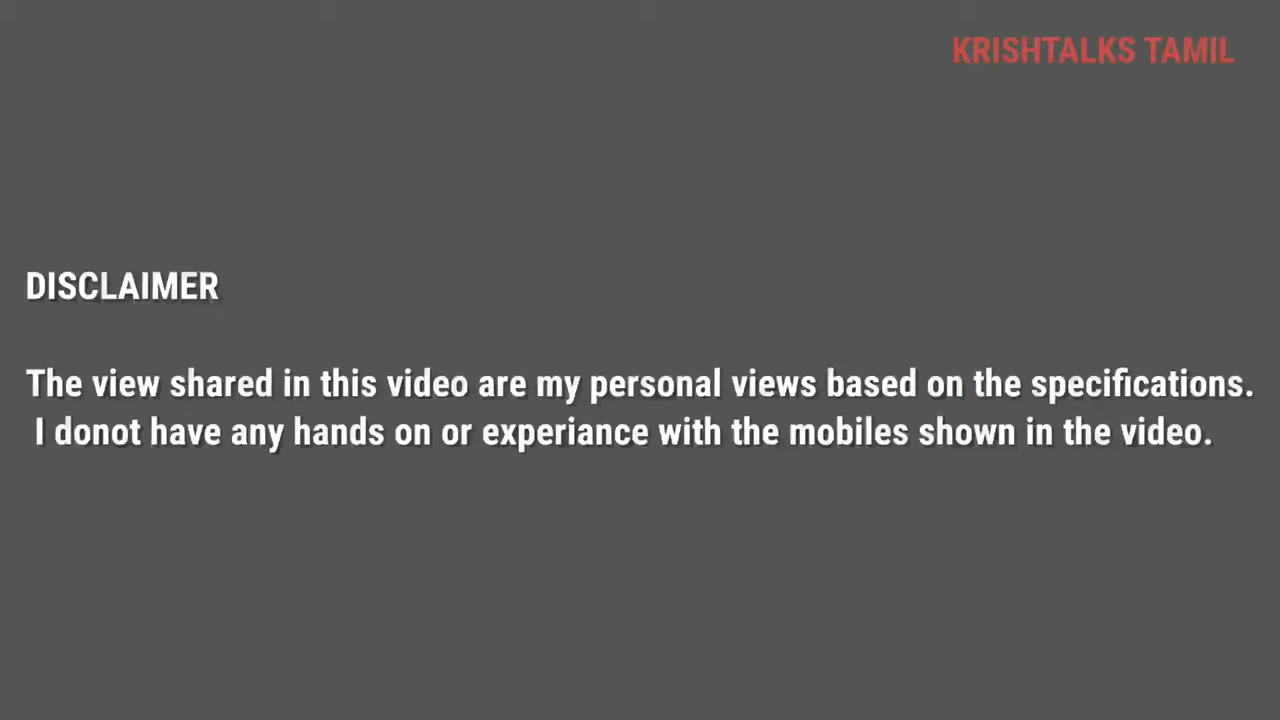 KRISHTALKS TAMIL
DISCLAIMER
The view shared in this video are my personal views based on the specifications.
I donot have any hands on or experiance with the mobiles shown in the video.